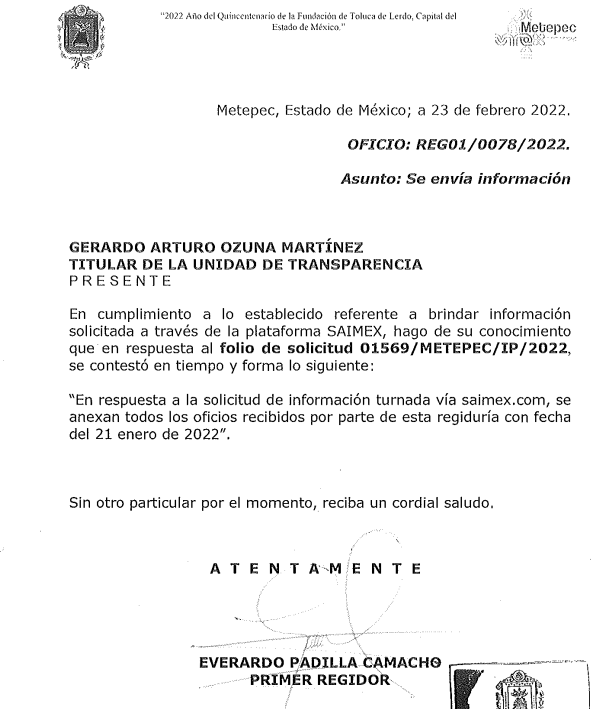 “2022 Año del Quincentenario de la Fundación de Toluca de Lerdo, Capital del
Estado de México.”
Metepec
Metepec, Estado de México; a 23 de febrero 2022.
OFICIO: REG01/0078/2022.
Asunto: Se envía información
GERARDO ARTURO OZUNA MARTÍNEZ
TITULAR DE LA UNIDAD DE TRANSPARENCIA
P R E S E N T E
En cumplimiento a lo establecido referente a brindar información
solicitada a través de la plataforma SAIMEX, hago de su conocimiento
que en respuesta al folio de solicitud 01569/METEPEC/IP/2022,
se contestó en tiempo y forma lo siguiente:
“En respuesta a la solicitud de información turnada vía saimex.com, se
anexan todos los oficios recibidos por parte de esta regiduría con fecha
del 21 enero de 2022”.
Sin otro particular por el momento, reciba un cordial saludo.
A T E N T A M E N T E
EVERARDO PADILLA CAMACHO
PRIMER REGIDOR